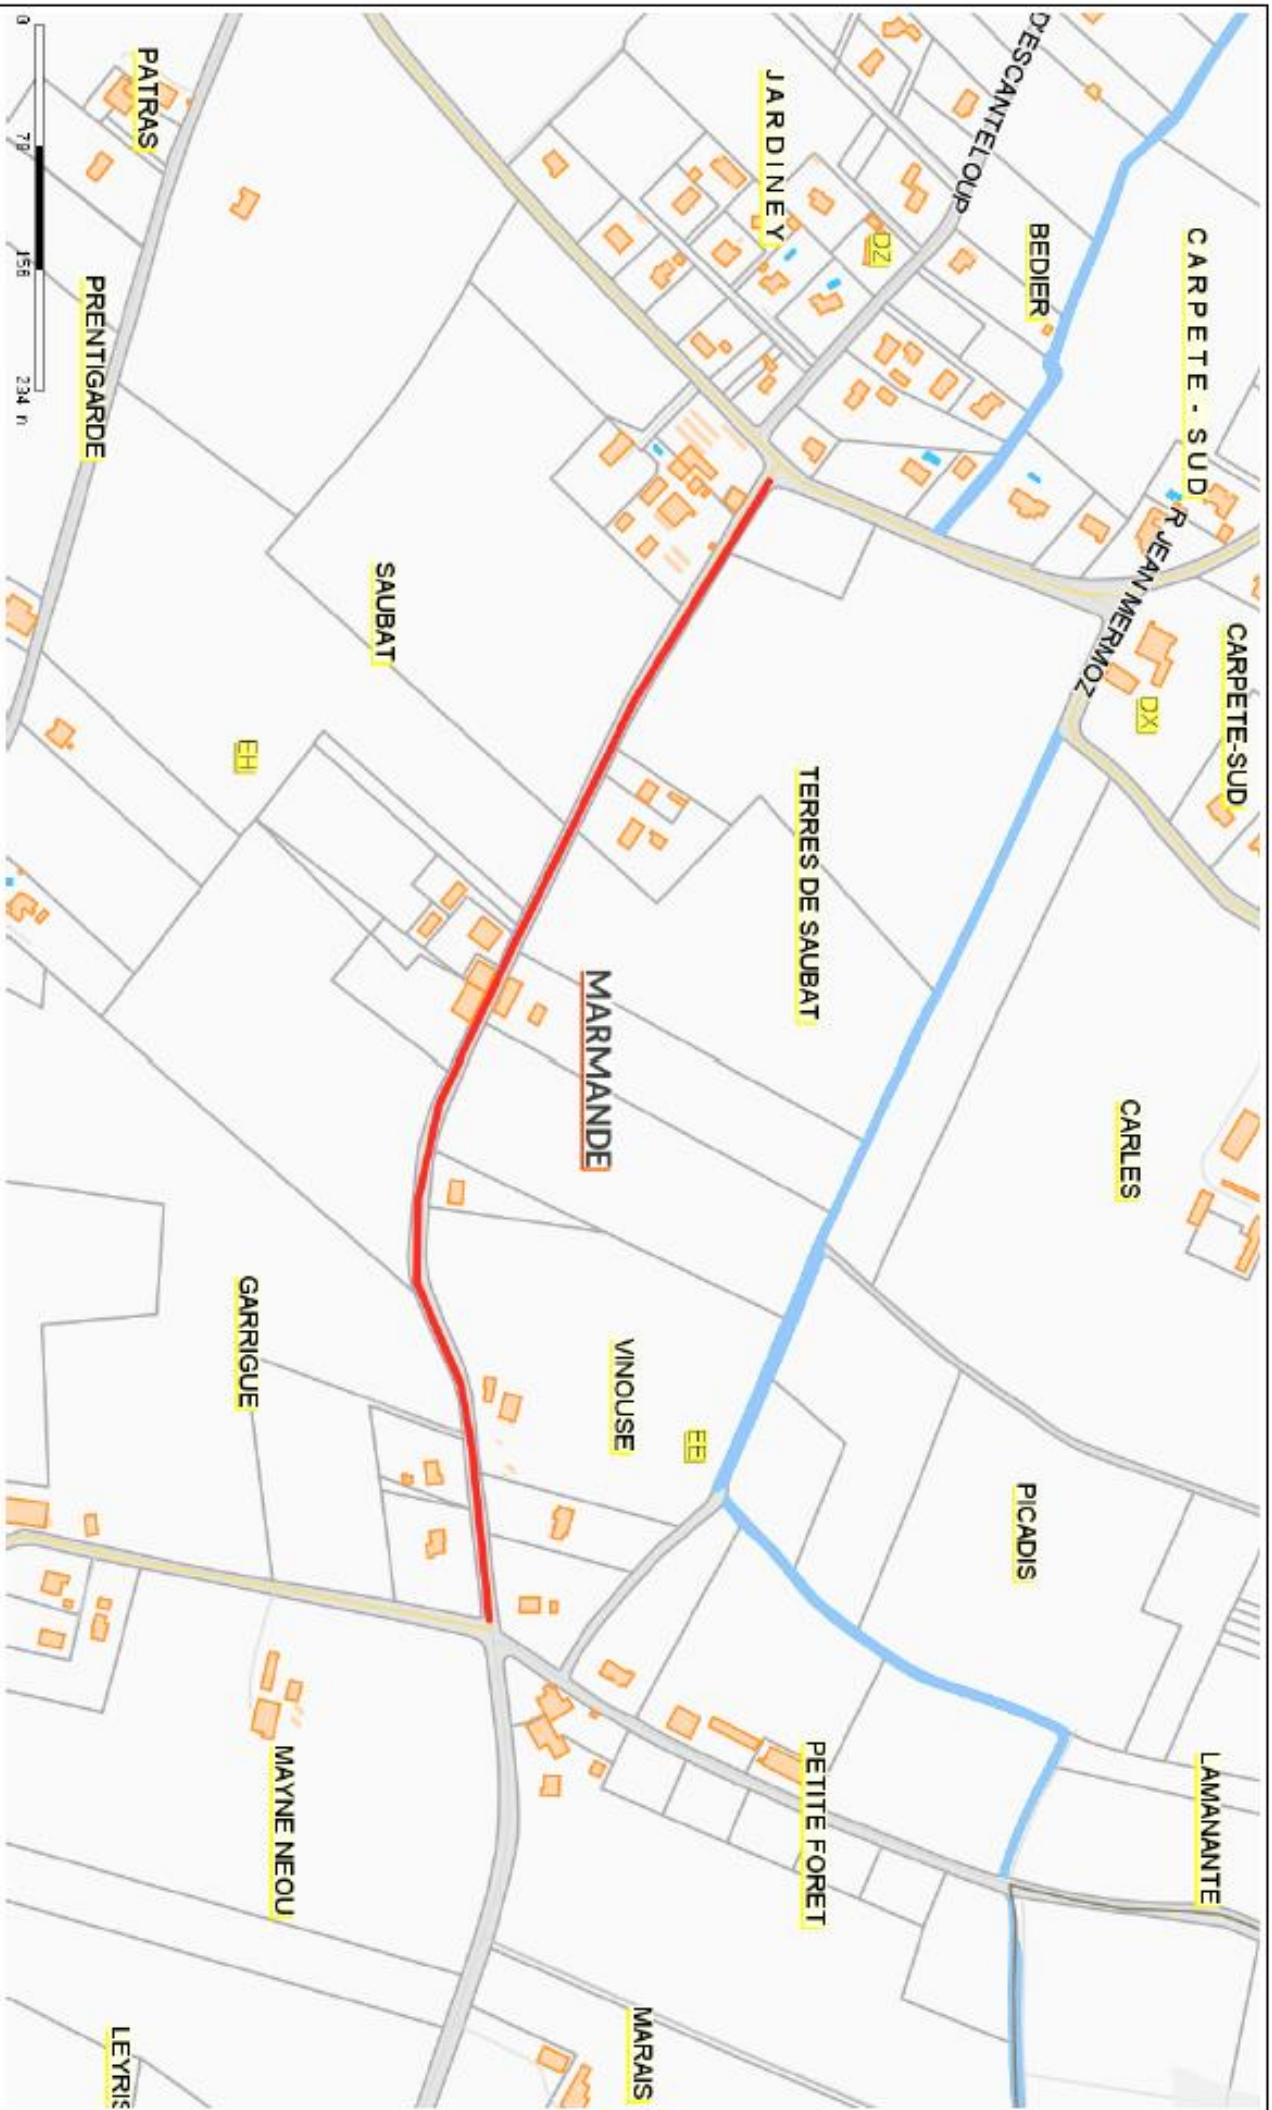 CARPETE-SUD
LAMANANTE
CARPETE - SUD
R JEAN MERMOZ
DX
CARLES
BEDIER
PICADIS
D'ESCANTELOUP
DZ
PETITE FORET
TERRES DE SAUBAT
JARDINEY
EE
MARAIS
VINOUSE
MARMANDE
SAUBAT
MAYNE NEOU
GARRIGUE
EH
PATRAS
LEYRIS
PRENTIGARDE
0 78 156 234 m